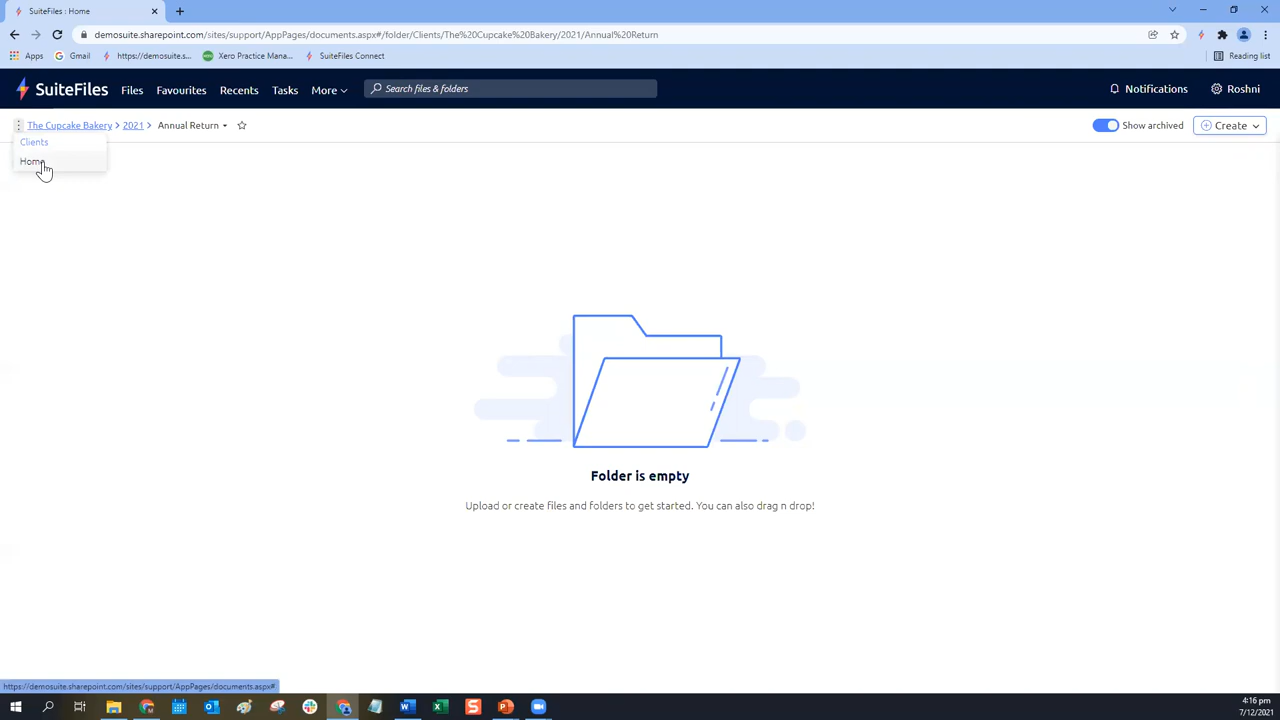 SuiteFiles : Home
demosuite.sharepoint.com/sites/support/AppPages/documents.aspx#/folder/Clients/The%20Cupcake%20Bakery/2021/Annual%20Return
Apps Gmail https://demosuite.s... Xero Practice Mana... SuiteFiles Connect Reading list
SuiteFiles Files Favourites Recents Tasks More Search files & folders Notifications Roshni
The Cupcake Bakery > 2021 > Annual Return Show archived Create
Clients
Home
Folder is empty
Upload or create files and folders to get started. You can also drag n drop!
https://demosuite.sharepoint.com/sites/support/AppPages/documents.aspx#
4:16 pm
7/12/2021